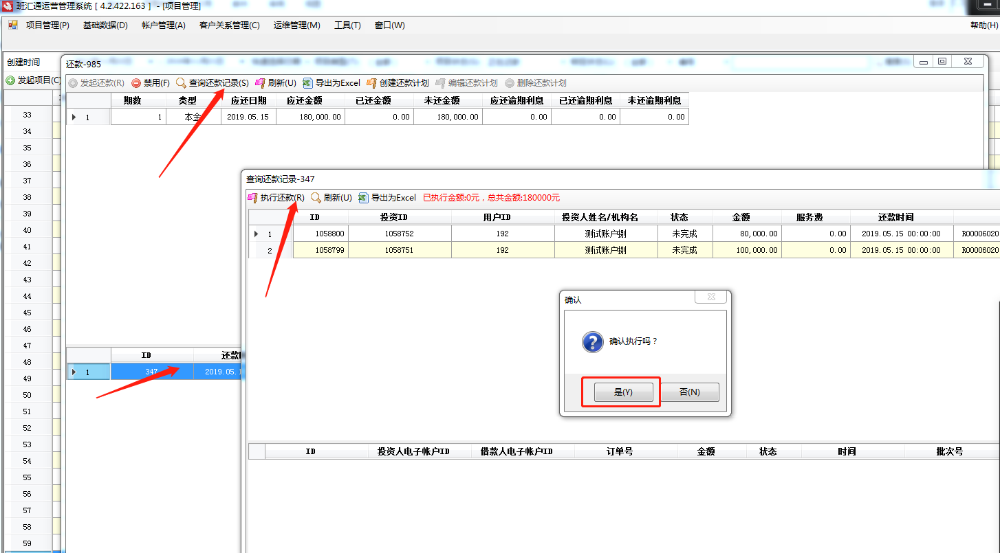 班汇通运营管理系统 [ 4.2.422.163 ] - [项目管理]
项目管理(P) 基础数据(D) 帐户管理(A) 客户关系管理(C) 运维管理(M) 工具(T) 窗口(W) 帮助(H)
创建时间
发起项目(C)
还款-985
发起还款(R) 禁用(F) 查询还款记录(S) 刷新(U) 导出为Excel 创建还款计划 编辑还款计划 删除还款计划
期数 类型 应还日期 应还金额 已还金额 未还金额 应还逾期利息 已还逾期利息 未还逾期利息
1 1 本金 2019.05.15 180,000.00 0.00 180,000.00 0.00 0.00 0.00
33
34
35
36
37
38
39
40
41
42
43
44
45
46
47
48
49
50
51
52
53
54
55
56
57
58
59
ID 还款
1 347 2019.05.1
查询还款记录-347
执行还款(R) 刷新(U) 导出为Excel 已执行金额:0元，总共金额:180000元
ID 投资ID 用户ID 投资人姓名/机构名 状态 金额 服务费 还款时间
1 1058800 1058752 192 测试账户捌 未完成 80,000.00 0.00 2019.05.15 00:00:00 R00006020
2 1058799 1058751 192 测试账户捌 未完成 100,000.00 0.00 2019.05.15 00:00:00 R00006020
确认
确认执行吗？
是(Y) 否(N)
ID 投资人电子帐户ID 借款人电子帐户ID 订单号 金额 状态 时间 批次号